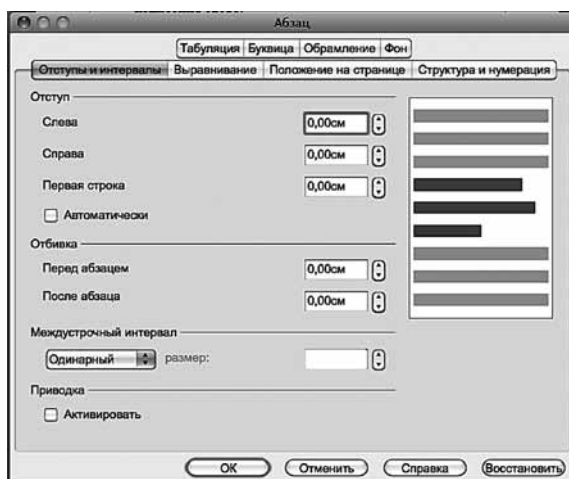 Абзац
Табуляция Буквица Обрамление Фон
Отступы и интервалы Выравнивание Положение на странице Структура и нумерация
Отступ
Слева 0,00см
Справа 0,00см
Первая строка 0,00см
Автоматически
Отбивка
Перед абзацем 0,00см
После абзаца 0,00см
Междустрочный интервал
Одинарный размер:
Приводка
Активировать
ОК Отменить Справка Восстановить